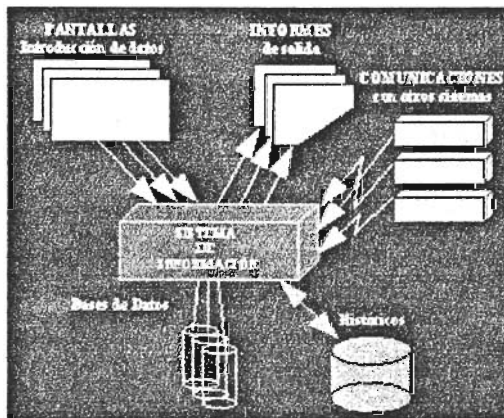 PANTALLAS
Introducción de datos
INFORMES
de salida
COMUNICACIONES
con otros sistemas
SISTEMA
DE
INFORMACIÓN
Bases de Datos
Históricos